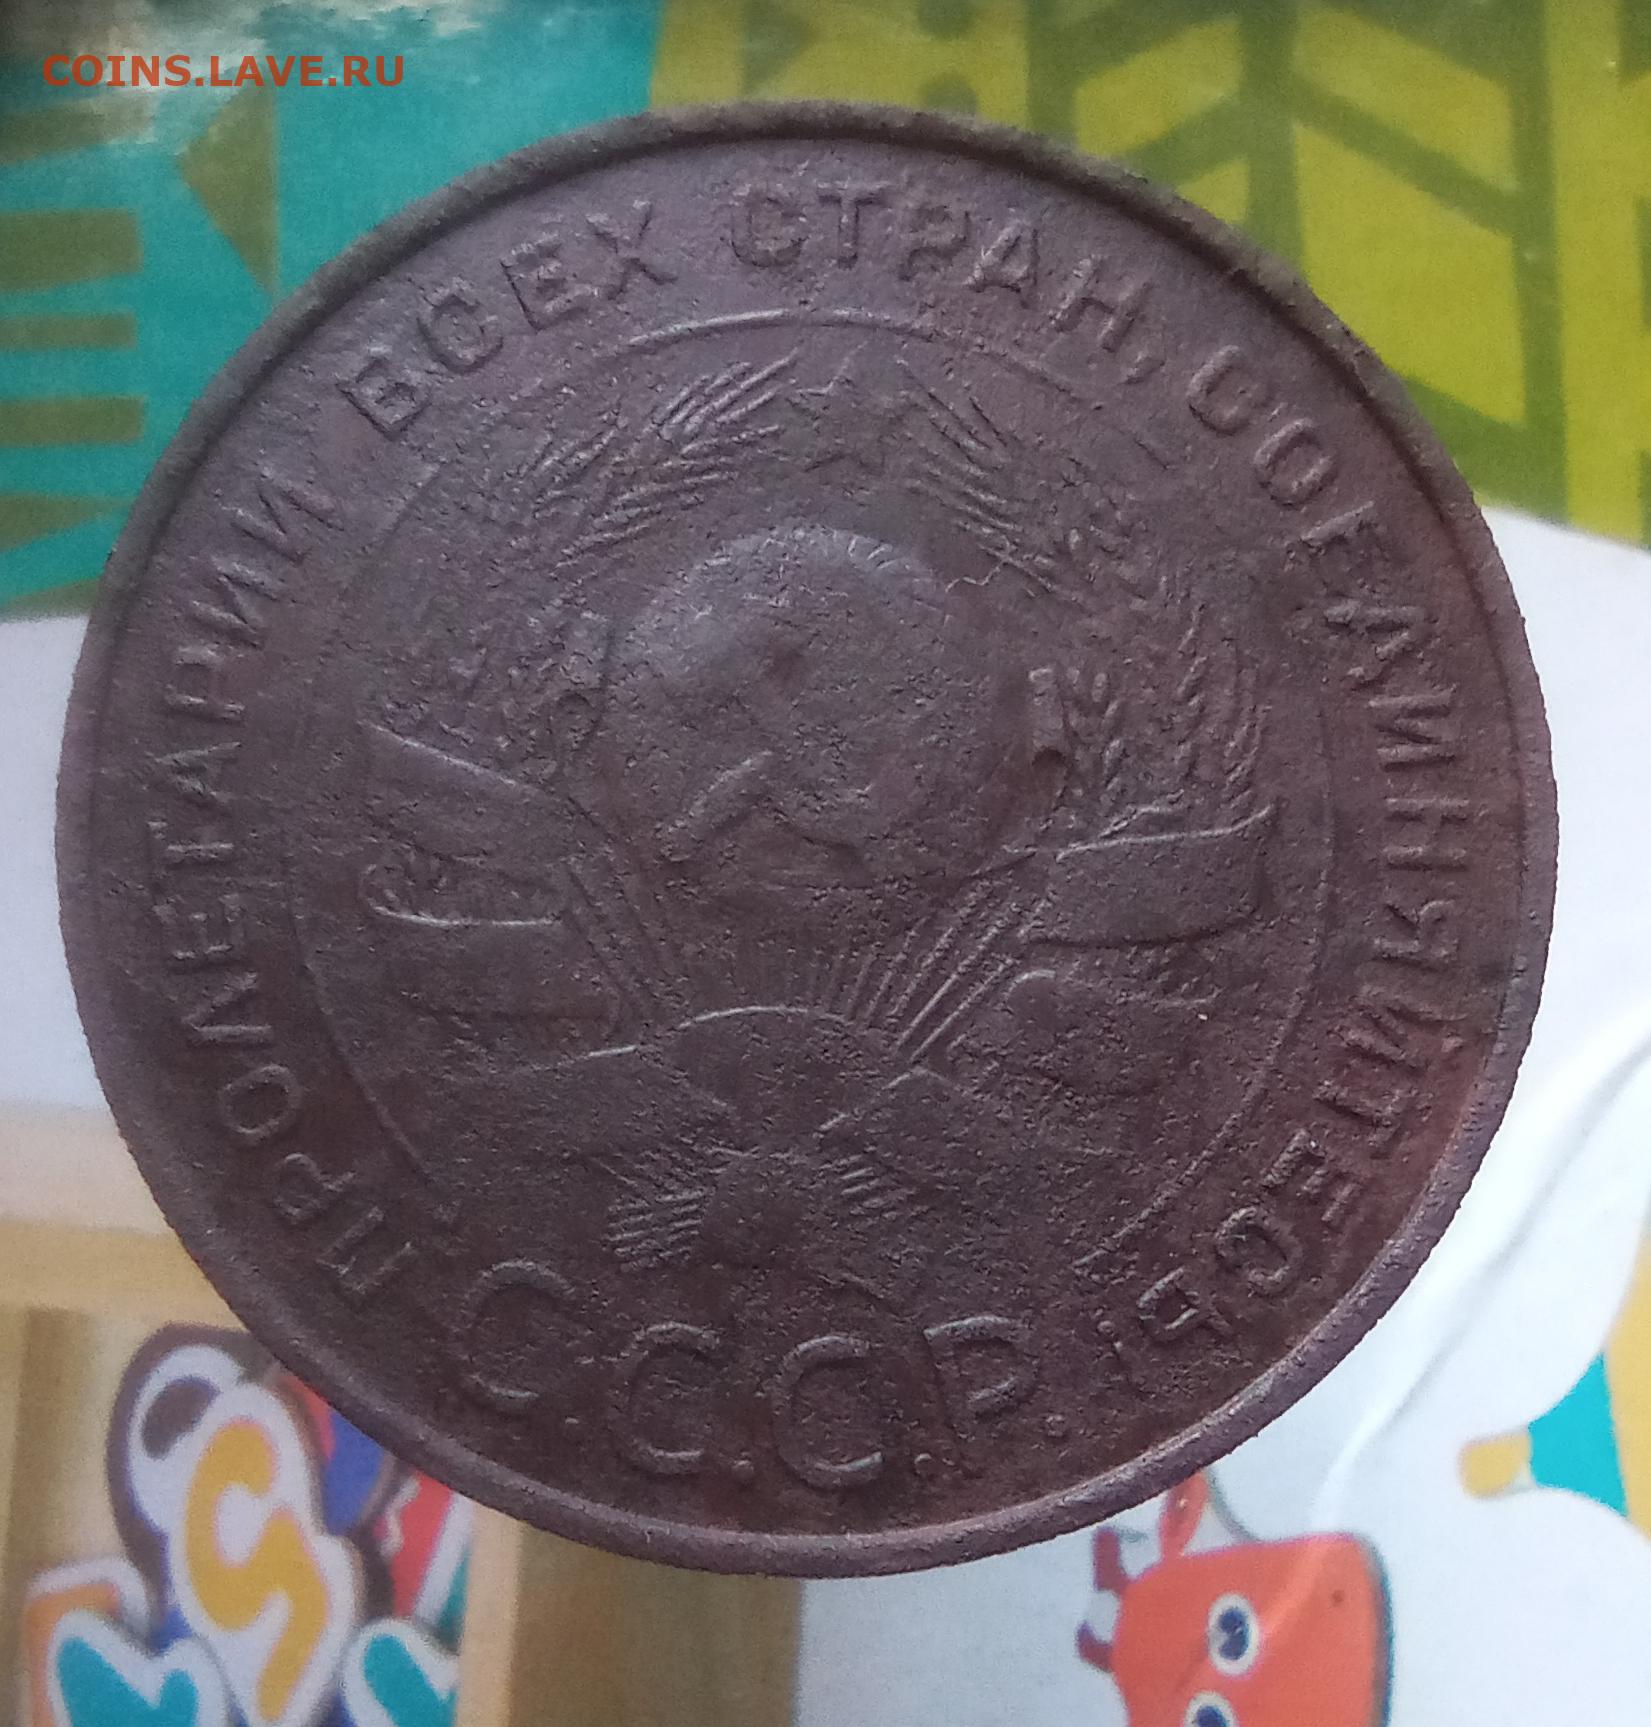 COINS.LAVE.RU
ПРОЛЕТАРИИ ВСЕХ СТРАН, СОЕДИНЯЙТЕСЬ!
С.С.С.Р.